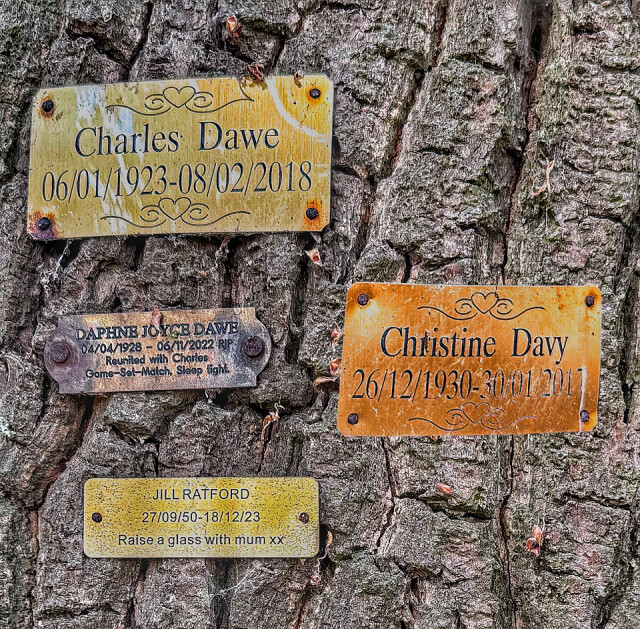 Charles Dawe
06/01/1923-08/02/2018
DAPHNE JOYCE DAWE
04/04/1928 - 06/11/2022 RIP
Reunited with Charles
Game-Set-Match. Sleep tight.
Christine Davy
26/12/1930-30/01/2017
JILL RATFORD
27/09/50-18/12/23
Raise a glass with mum xx